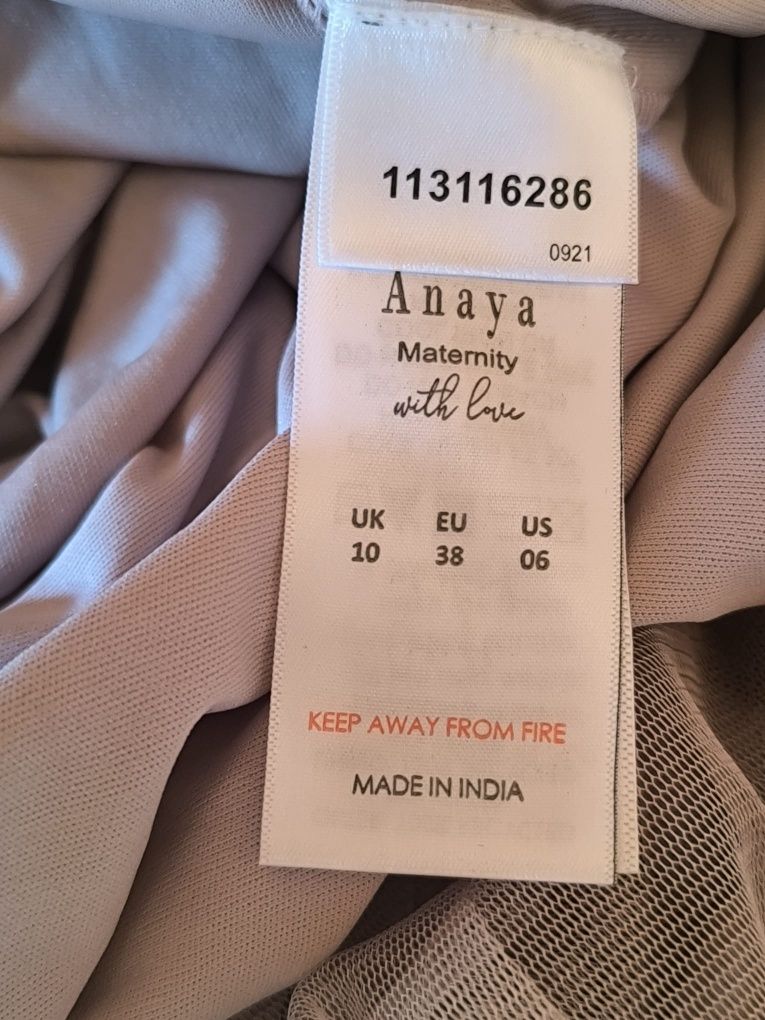 113116286
0921
Anaya
Maternity
with love
UK EU US
10 38 06
KEEP AWAY FROM FIRE
MADE IN INDIA